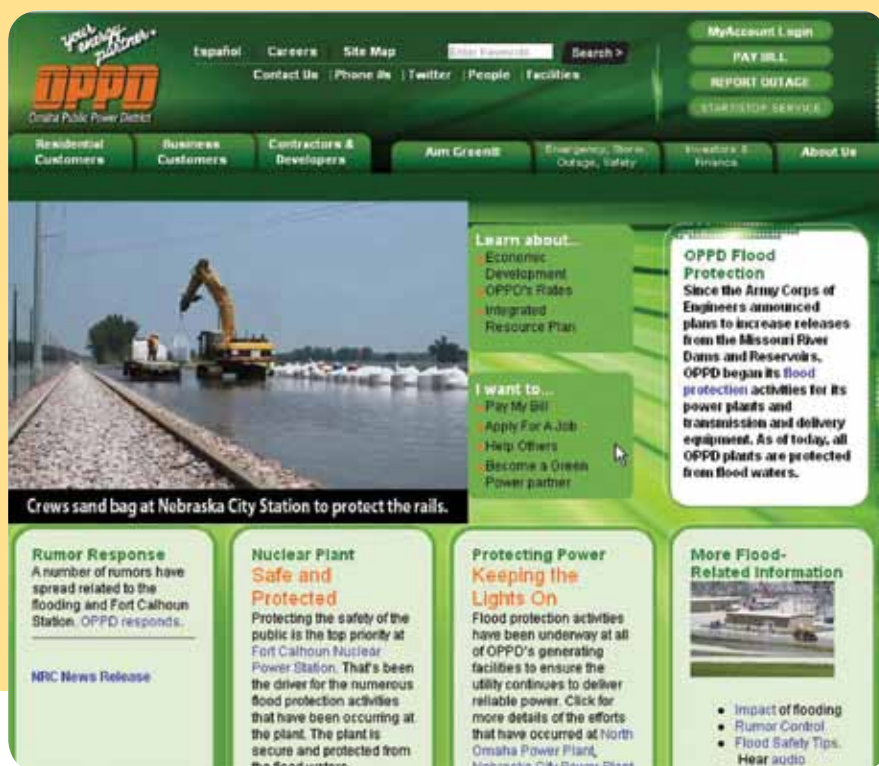 your
energy
partner.
OPPD
Omaha Public Power District
Español Careers Site Map
Enter Keywords
Search >
Contact Us | Phone #s | Twitter | People | Facilities
MyAccount Login
PAY BILL
REPORT OUTAGE
START/STOP SERVICE
Residential
Customers
Business
Customers
Contractors &
Developers
Aim Green®
Emergency, Storm,
Outage, Safety
Investors &
Finance
About Us
Crews sand bag at Nebraska City Station to protect the rails.
Learn about...
Economic
Development
OPPD's Rates
Integrated
Resource Plan
I want to...
Pay My Bill
Apply For A Job
Help Others
Become a Green
Power partner
OPPD Flood
Protection
Since the Army Corps of
Engineers announced
plans to increase releases
from the Missouri River
Dams and Reservoirs,
OPPD began its flood
protection activities for its
power plants and
transmission and delivery
equipment. As of today, all
OPPD plants are protected
from flood waters.
Rumor Response
A number of rumors have
spread related to the
flooding and Fort Calhoun
Station. OPPD responds.
NRC News Release
Nuclear Plant
Safe and
Protected
Protecting the safety of the
public is the top priority at
Fort Calhoun Nuclear
Power Station. That's been
the driver for the numerous
flood protection activities
that have been occurring at
the plant. The plant is
secure and protected from
the flood waters.
Protecting Power
Keeping the
Lights On
Flood protection activities
have been underway at all
of OPPD's generating
facilities to ensure the
utility continues to deliver
reliable power. Click for
more details of the efforts
that have occurred at North
Omaha Power Plant,
Nebraska City Power Plant
More Flood-
Related Information
Impact of flooding
Rumor Control
Flood Safety Tips.
Hear audio